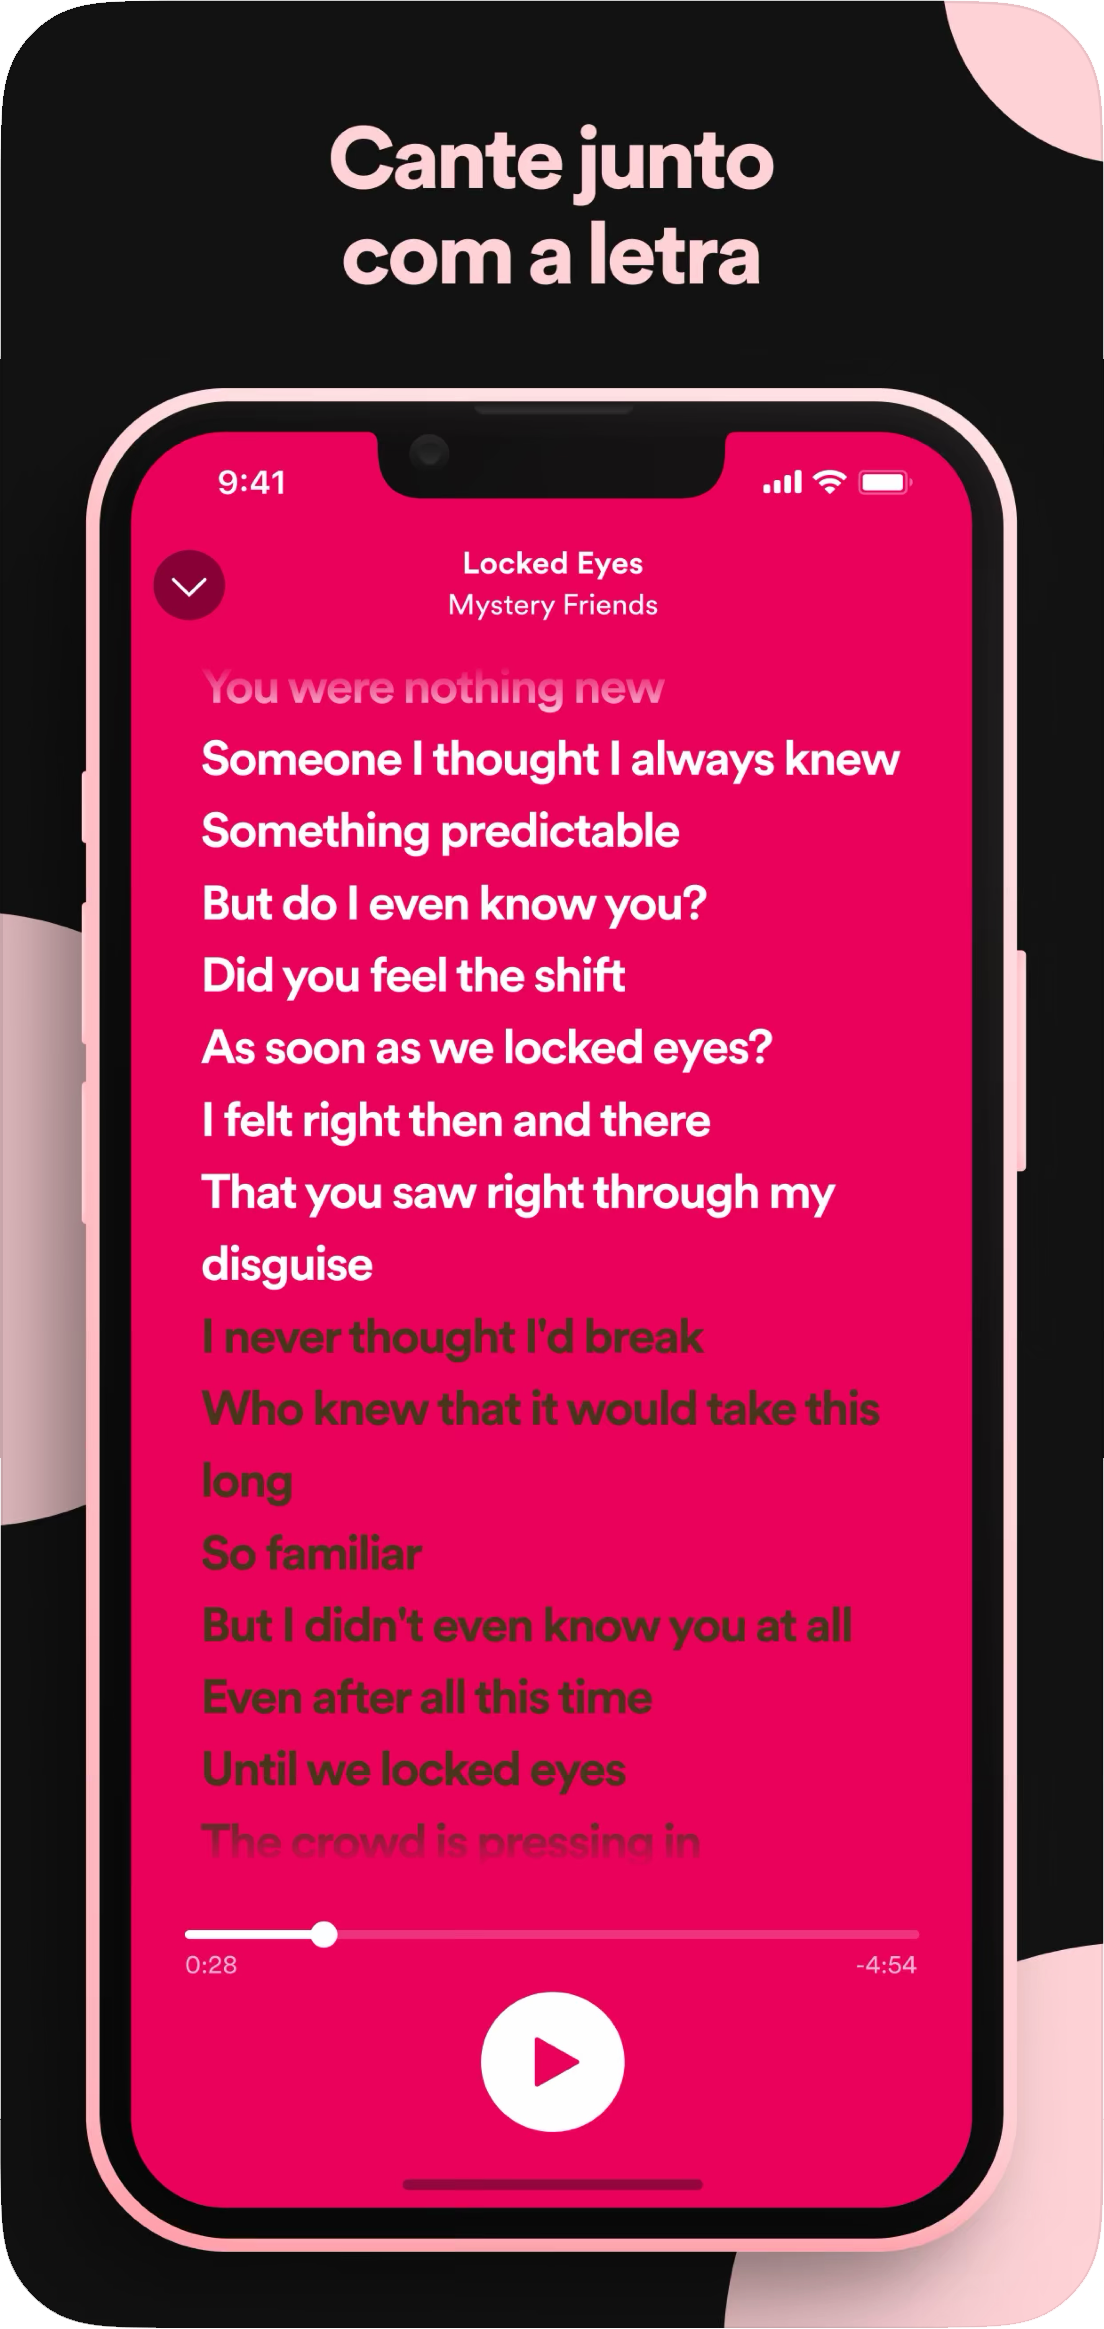 Cante junto
com a letra
9:41
Locked Eyes
Mystery Friends
You were nothing new
Someone I thought I always knew
Something predictable
But do I even know you?
Did you feel the shift
As soon as we locked eyes?
I felt right then and there
That you saw right through my
disguise
I never thought I'd break
Who knew that it would take this
long
So familiar
But I didn't even know you at all
Even after all this time
Until we locked eyes
The crowd is pressing in
0:28
-4:54